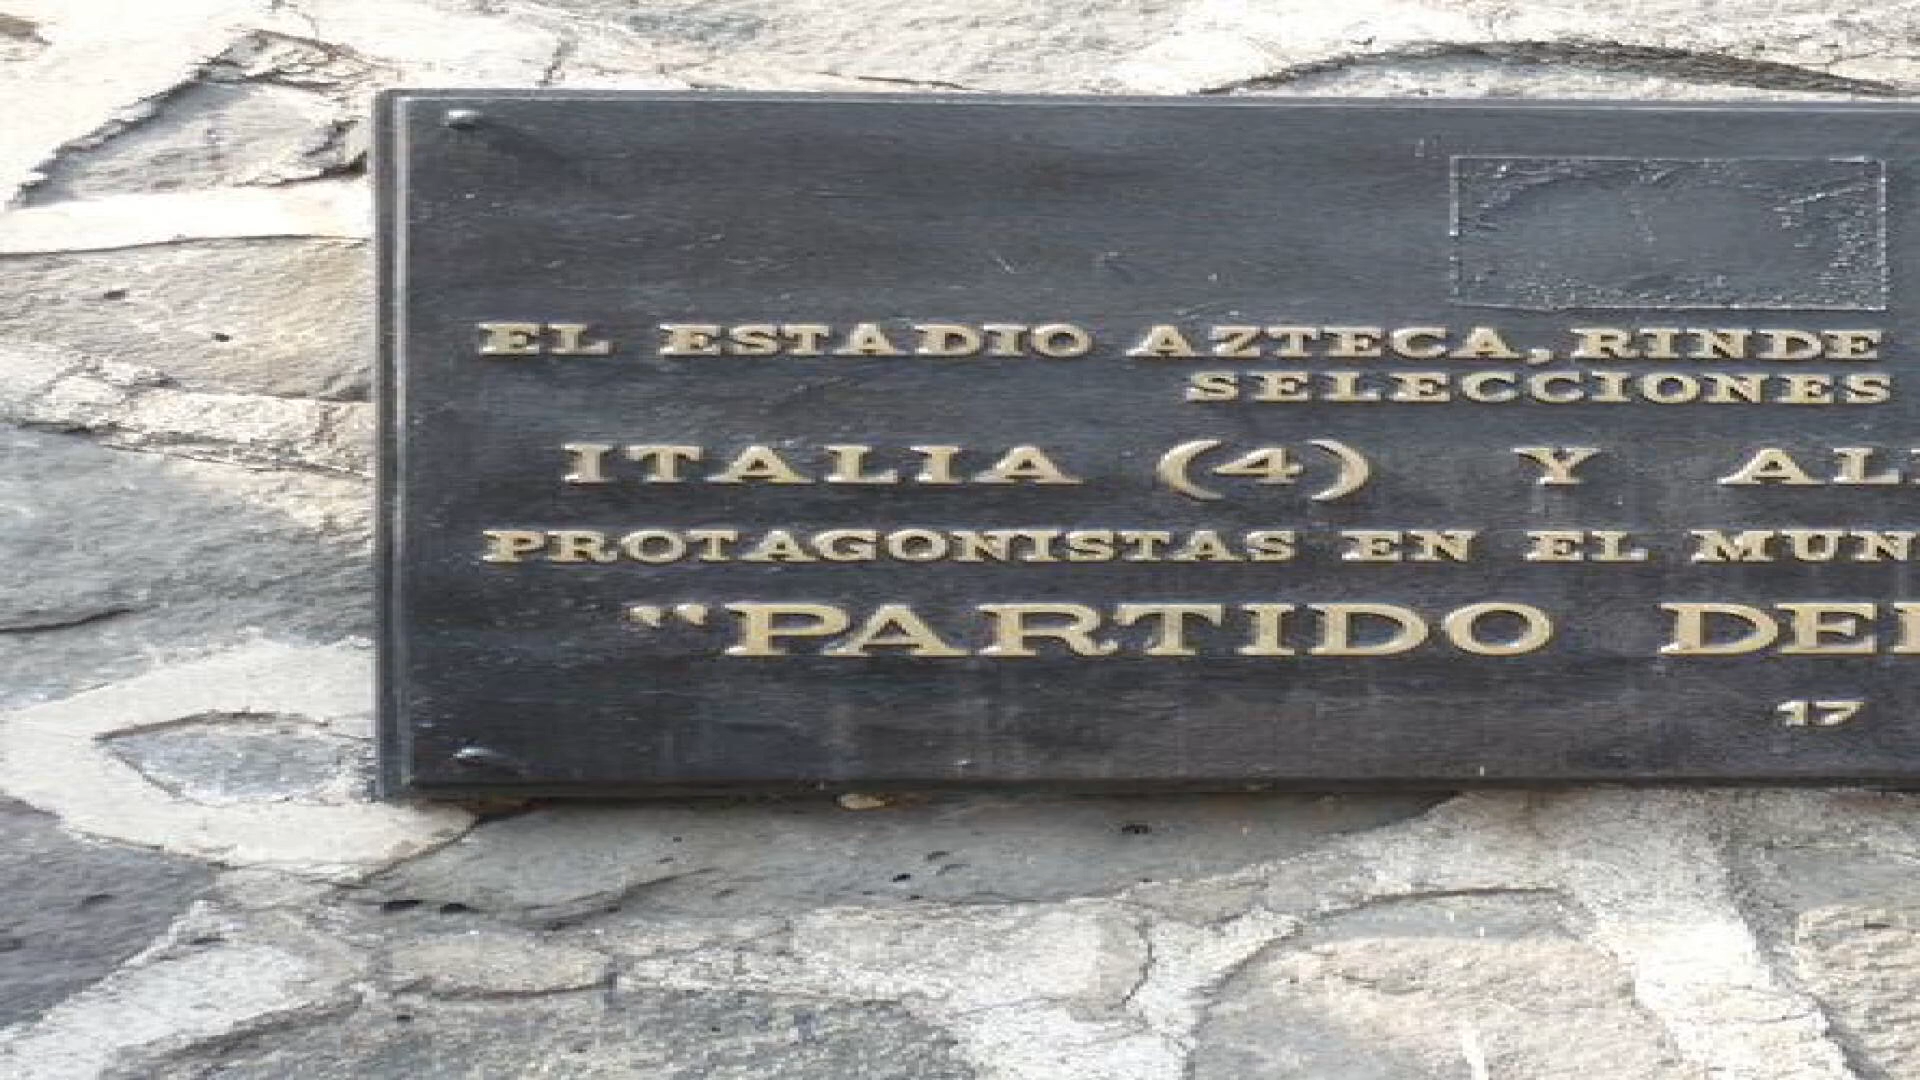 EL ESTADIO AZTECA, RINDE
SELECCIONES
ITALIA (4) Y
PROTAGONISTAS EN EL
"PARTIDO
17